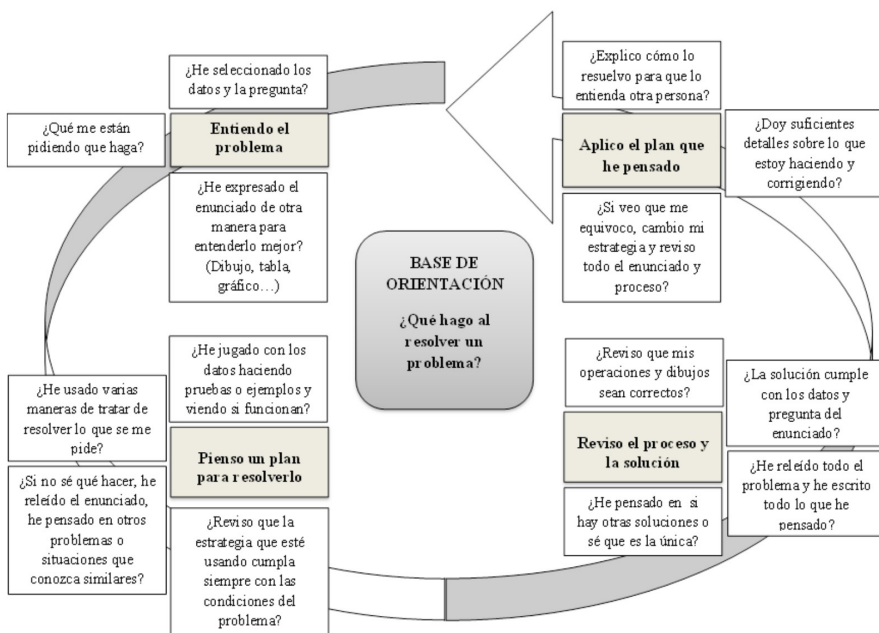 ¿He seleccionado los
datos y la pregunta?
¿Qué me están
pidiendo que haga?
Entiendo el
problema
¿He expresado el
enunciado de otra
manera para
entenderlo mejor?
(Dibujo, tabla,
gráfico…)
¿Explico cómo lo
resuelvo para que lo
entienda otra persona?
Aplico el plan que
he pensado
¿Doy suficientes
detalles sobre lo que
estoy haciendo y
corrigiendo?
¿Si veo que me
equivoco, cambio mi
estrategia y reviso
todo el enunciado y
proceso?
BASE DE
ORIENTACIÓN
¿Qué hago al
resolver un
problema?
¿He jugado con los
datos haciendo
pruebas o ejemplos y
viendo si funcionan?
¿He usado varias
maneras de tratar de
resolver lo que se me
pide?
Pienso un plan
para resolverlo
¿Si no sé qué hacer, he
releído el enunciado,
he pensado en otros
problemas o
situaciones que
conozca similares?
¿Reviso que la
estrategia que esté
usando cumpla
siempre con las
condiciones del
problema?
¿Reviso que mis
operaciones y dibujos
sean correctos?
¿La solución cumple
con los datos y
pregunta del
enunciado?
Reviso el proceso y
la solución
¿He releído todo el
problema y he escrito
todo lo que he
pensado?
¿He pensado en si
hay otras soluciones o
sé que es la única?